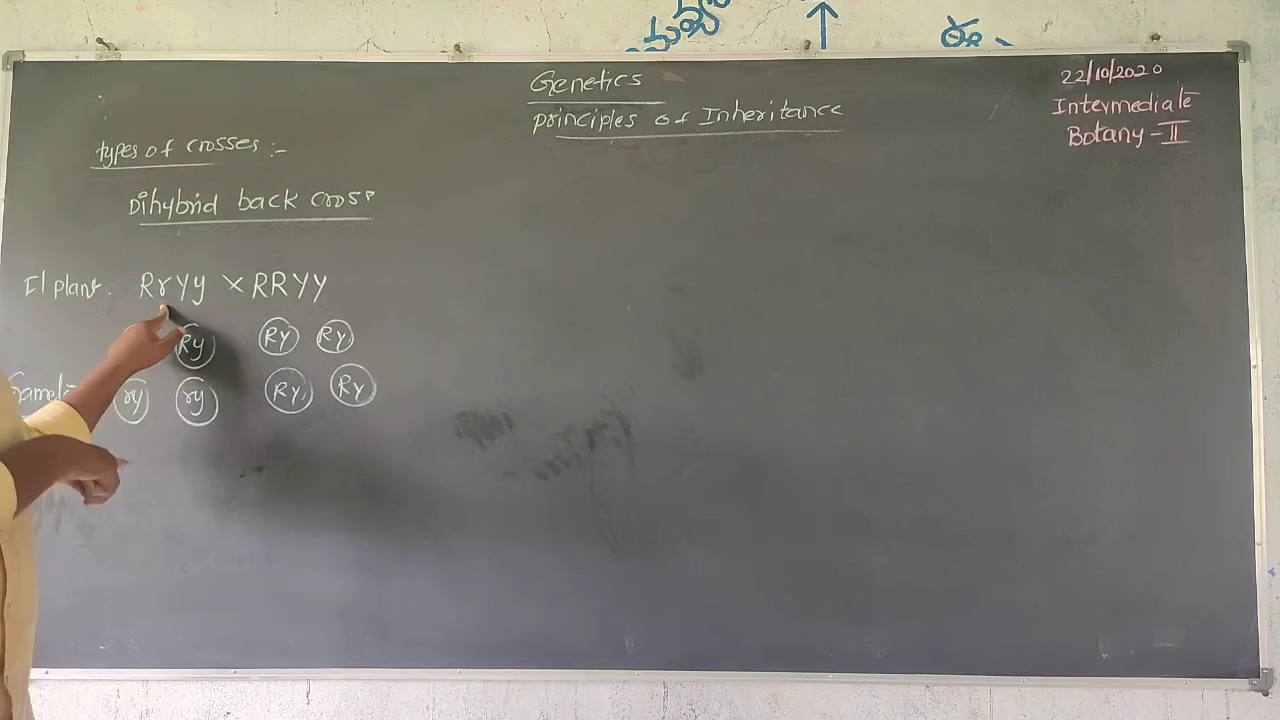 Genetics
principles of Inheritance
22/10/2020
Intermediate
Botany-II
types of crosses :-
Dihybrid back cross
F1 plant: RrYy × RRYY
Ry RY RY
ry ry RY RY